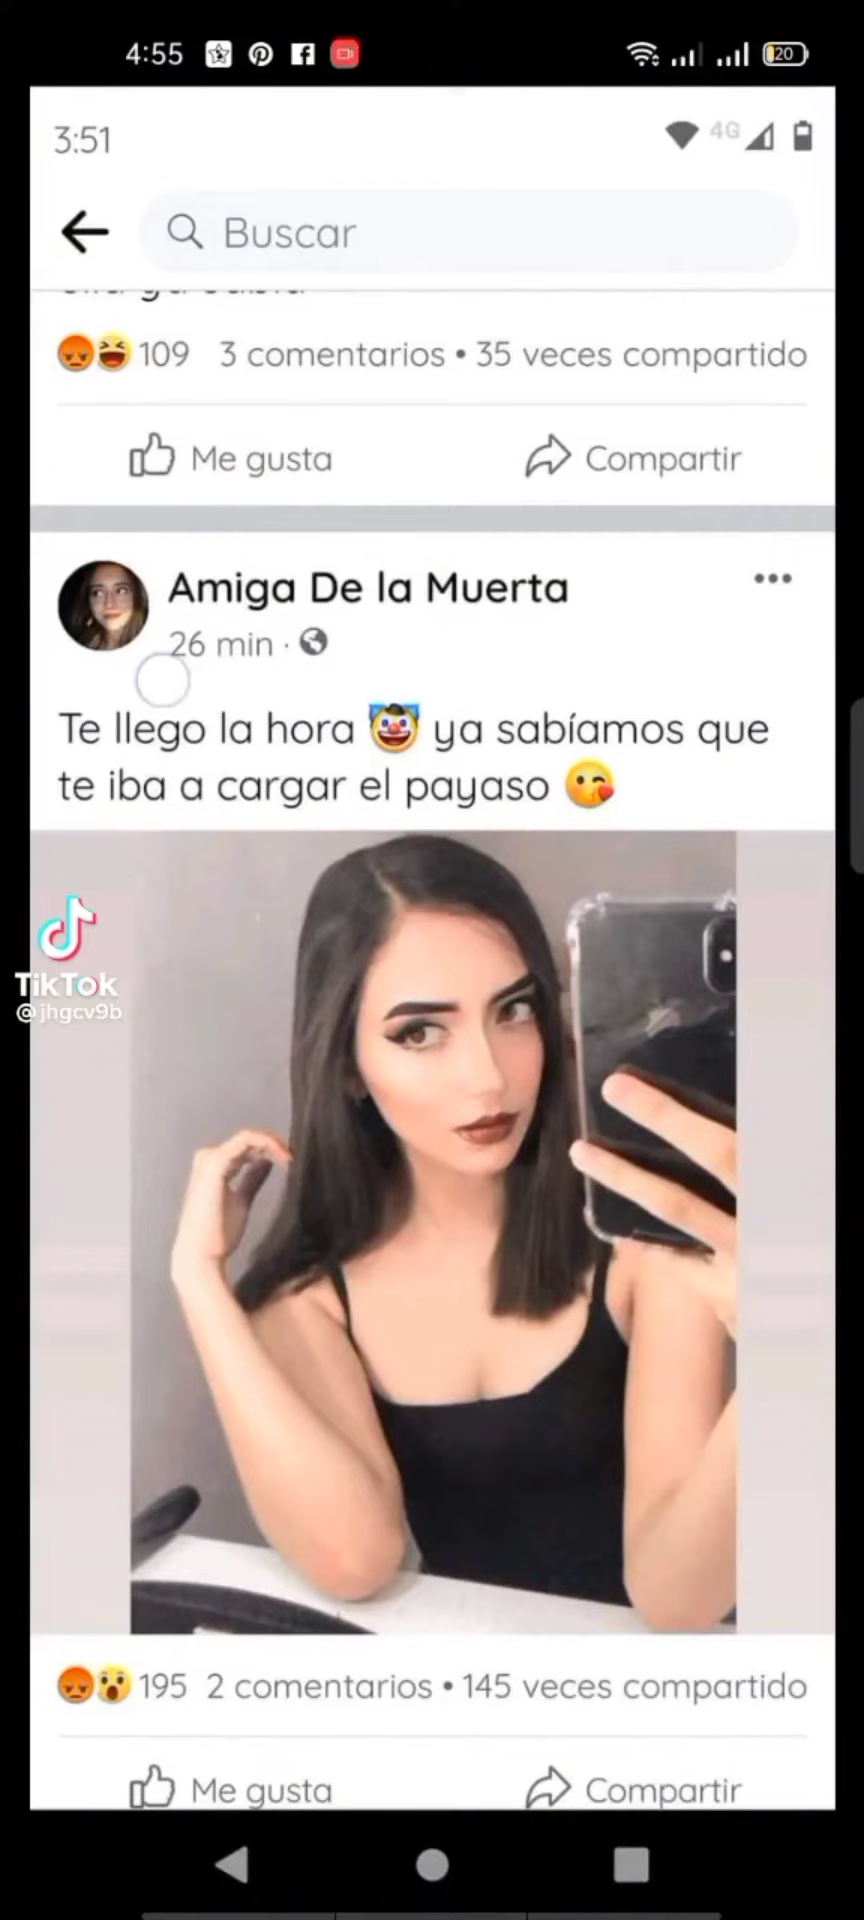 4:55
20
3:51
4G
Buscar
109 3 comentarios • 35 veces compartido
Me gusta Compartir
Amiga De la Muerta
26 min ·
Te llego la hora 🤡 ya sabíamos que
te iba a cargar el payaso 😘
TikTok
@jhgcv9b
195 2 comentarios • 145 veces compartido
Me gusta Compartir